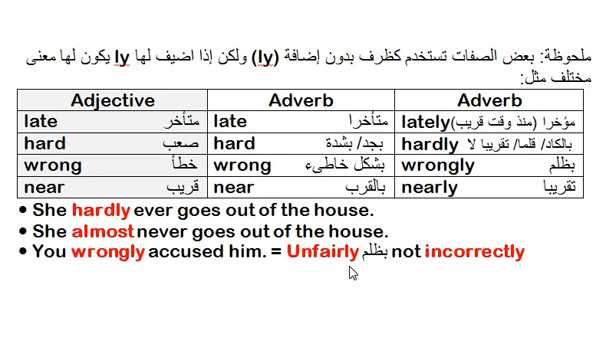 ملحوظة: بعض الصفات تستخدم كظرف بدون إضافة (ly) ولكن إذا اضيف لها ly يكون لها معنى
مختلف مثل:
Adjective Adverb Adverb
late متأخر late متأخرا lately (منذ وقت قريب) مؤخرا
hard صعب hard بجد/ بشدة hardly بالكاد/ قلما/ تقريبا لا
wrong خطأ wrong بشكل خاطىء wrongly بظلم
near قريب near بالقرب nearly تقريبا
• She hardly ever goes out of the house.
• She almost never goes out of the house.
• You wrongly accused him. = Unfairly بظلم not incorrectly